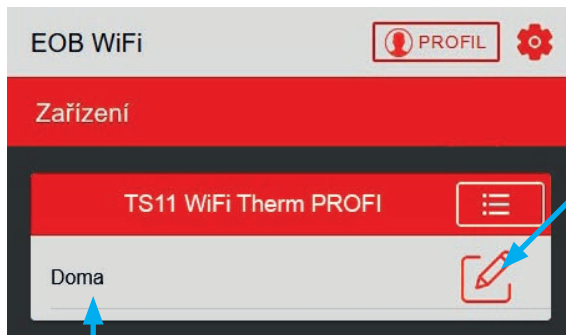 EOB WiFi
PROFIL
Zařízení
TS11 WiFi Therm PROFI
Doma